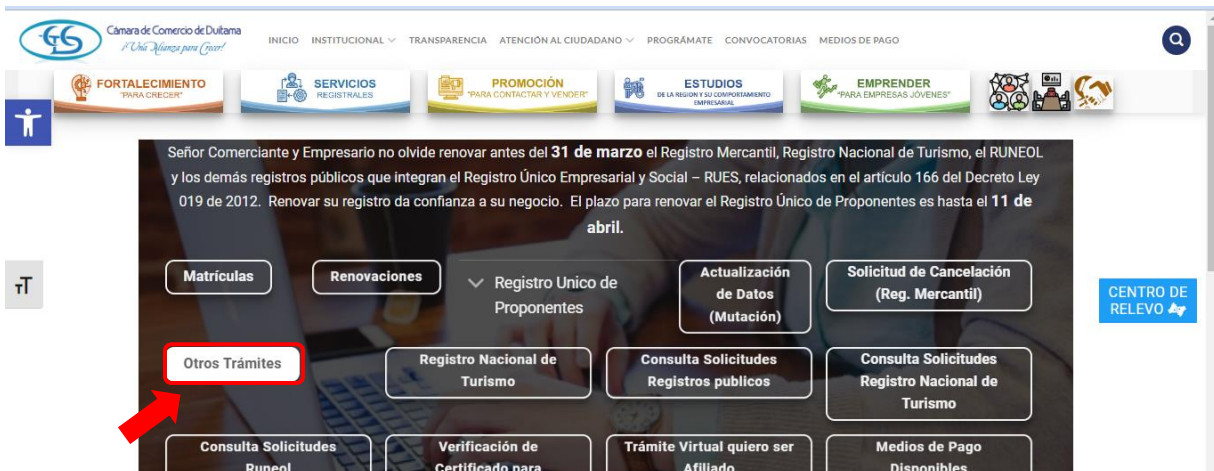 Cámara de Comercio de Duitama
¡Una Alianza para Crecer!
INICIO INSTITUCIONAL TRANSPARENCIA ATENCIÓN AL CIUDADANO PROGRÁMATE CONVOCATORIAS MEDIOS DE PAGO
FORTALECIMIENTO
"PARA CRECER"
SERVICIOS
REGISTRALES
PROMOCIÓN
"PARA CONTACTAR Y VENDER"
ESTUDIOS
DE LA REGION Y SU COMPORTAMIENTO
EMPRESARIAL
EMPRENDER
"PARA EMPRESAS JÓVENES"
Señor Comerciante y Empresario no olvide renovar antes del 31 de marzo el Registro Mercantil, Registro Nacional de Turismo, el RUNEOL
y los demás registros públicos que integran el Registro Único Empresarial y Social – RUES, relacionados en el artículo 166 del Decreto Ley
019 de 2012. Renovar su registro da confianza a su negocio. El plazo para renovar el Registro Único de Proponentes es hasta el 11 de
abril.
Matrículas
Renovaciones
Registro Unico de
Proponentes
Actualización
de Datos
(Mutación)
Solicitud de Cancelación
(Reg. Mercantil)
TT
CENTRO DE
RELEVO
Otros Trámites
Registro Nacional de
Turismo
Consulta Solicitudes
Registros publicos
Consulta Solicitudes
Registro Nacional de
Turismo
Consulta Solicitudes
Runeol
Verificación de
Certificado para
Trámite Virtual quiero ser
Afiliado
Medios de Pago
Disponibles